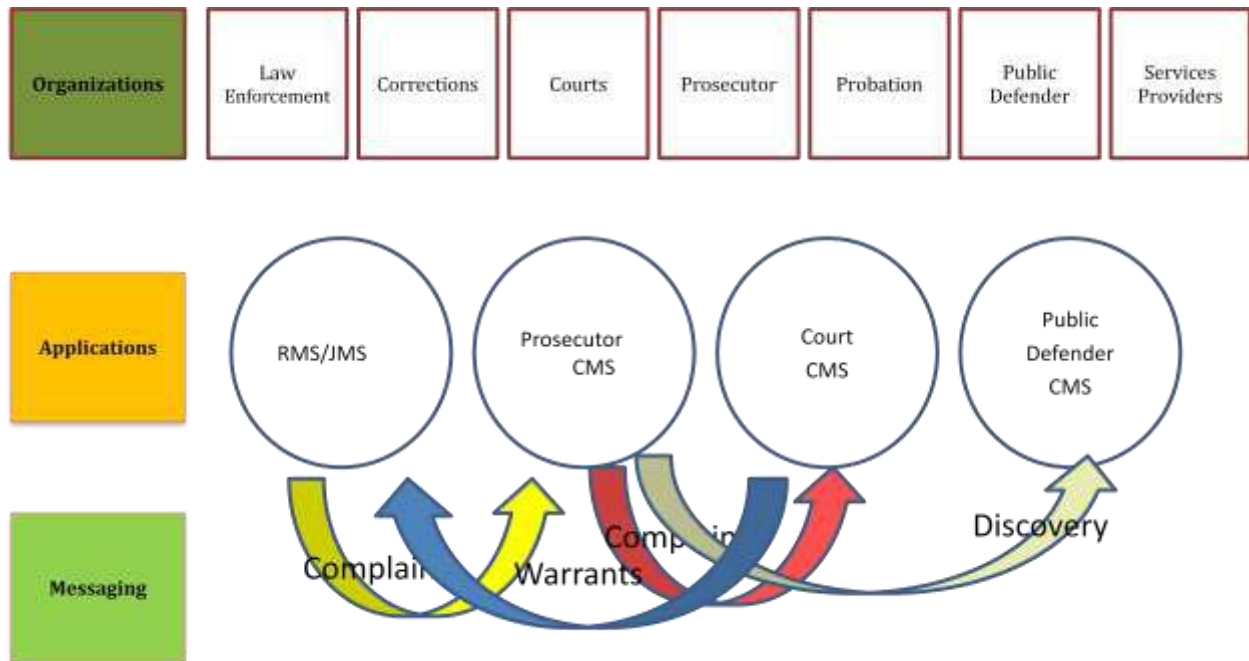 Organizations
Law
Enforcement
Corrections
Courts
Prosecutor
Probation
Public
Defender
Services
Providers
Applications
RMS/JMS
Prosecutor
CMS
Court
CMS
Public
Defender
CMS
Messaging
Warrants
Discovery